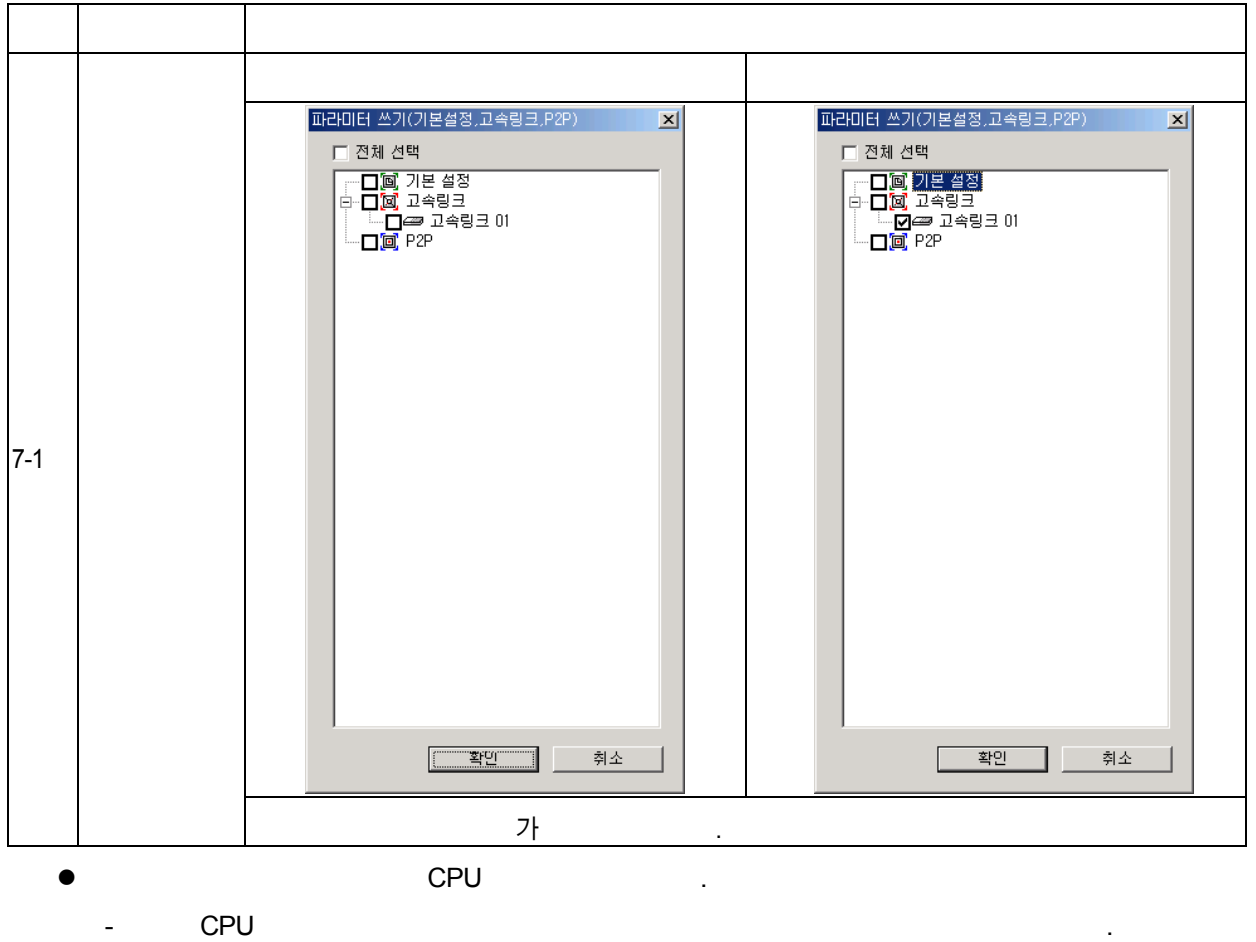 파라미터 쓰기(기본설정,고속링크,P2P)
전체 선택
기본 설정
고속링크
고속링크 01
P2P
확인 취소
파라미터 쓰기(기본설정,고속링크,P2P)
전체 선택
기본 설정
고속링크
고속링크 01
P2P
확인 취소
7-1
가 .
● CPU .
- CPU .